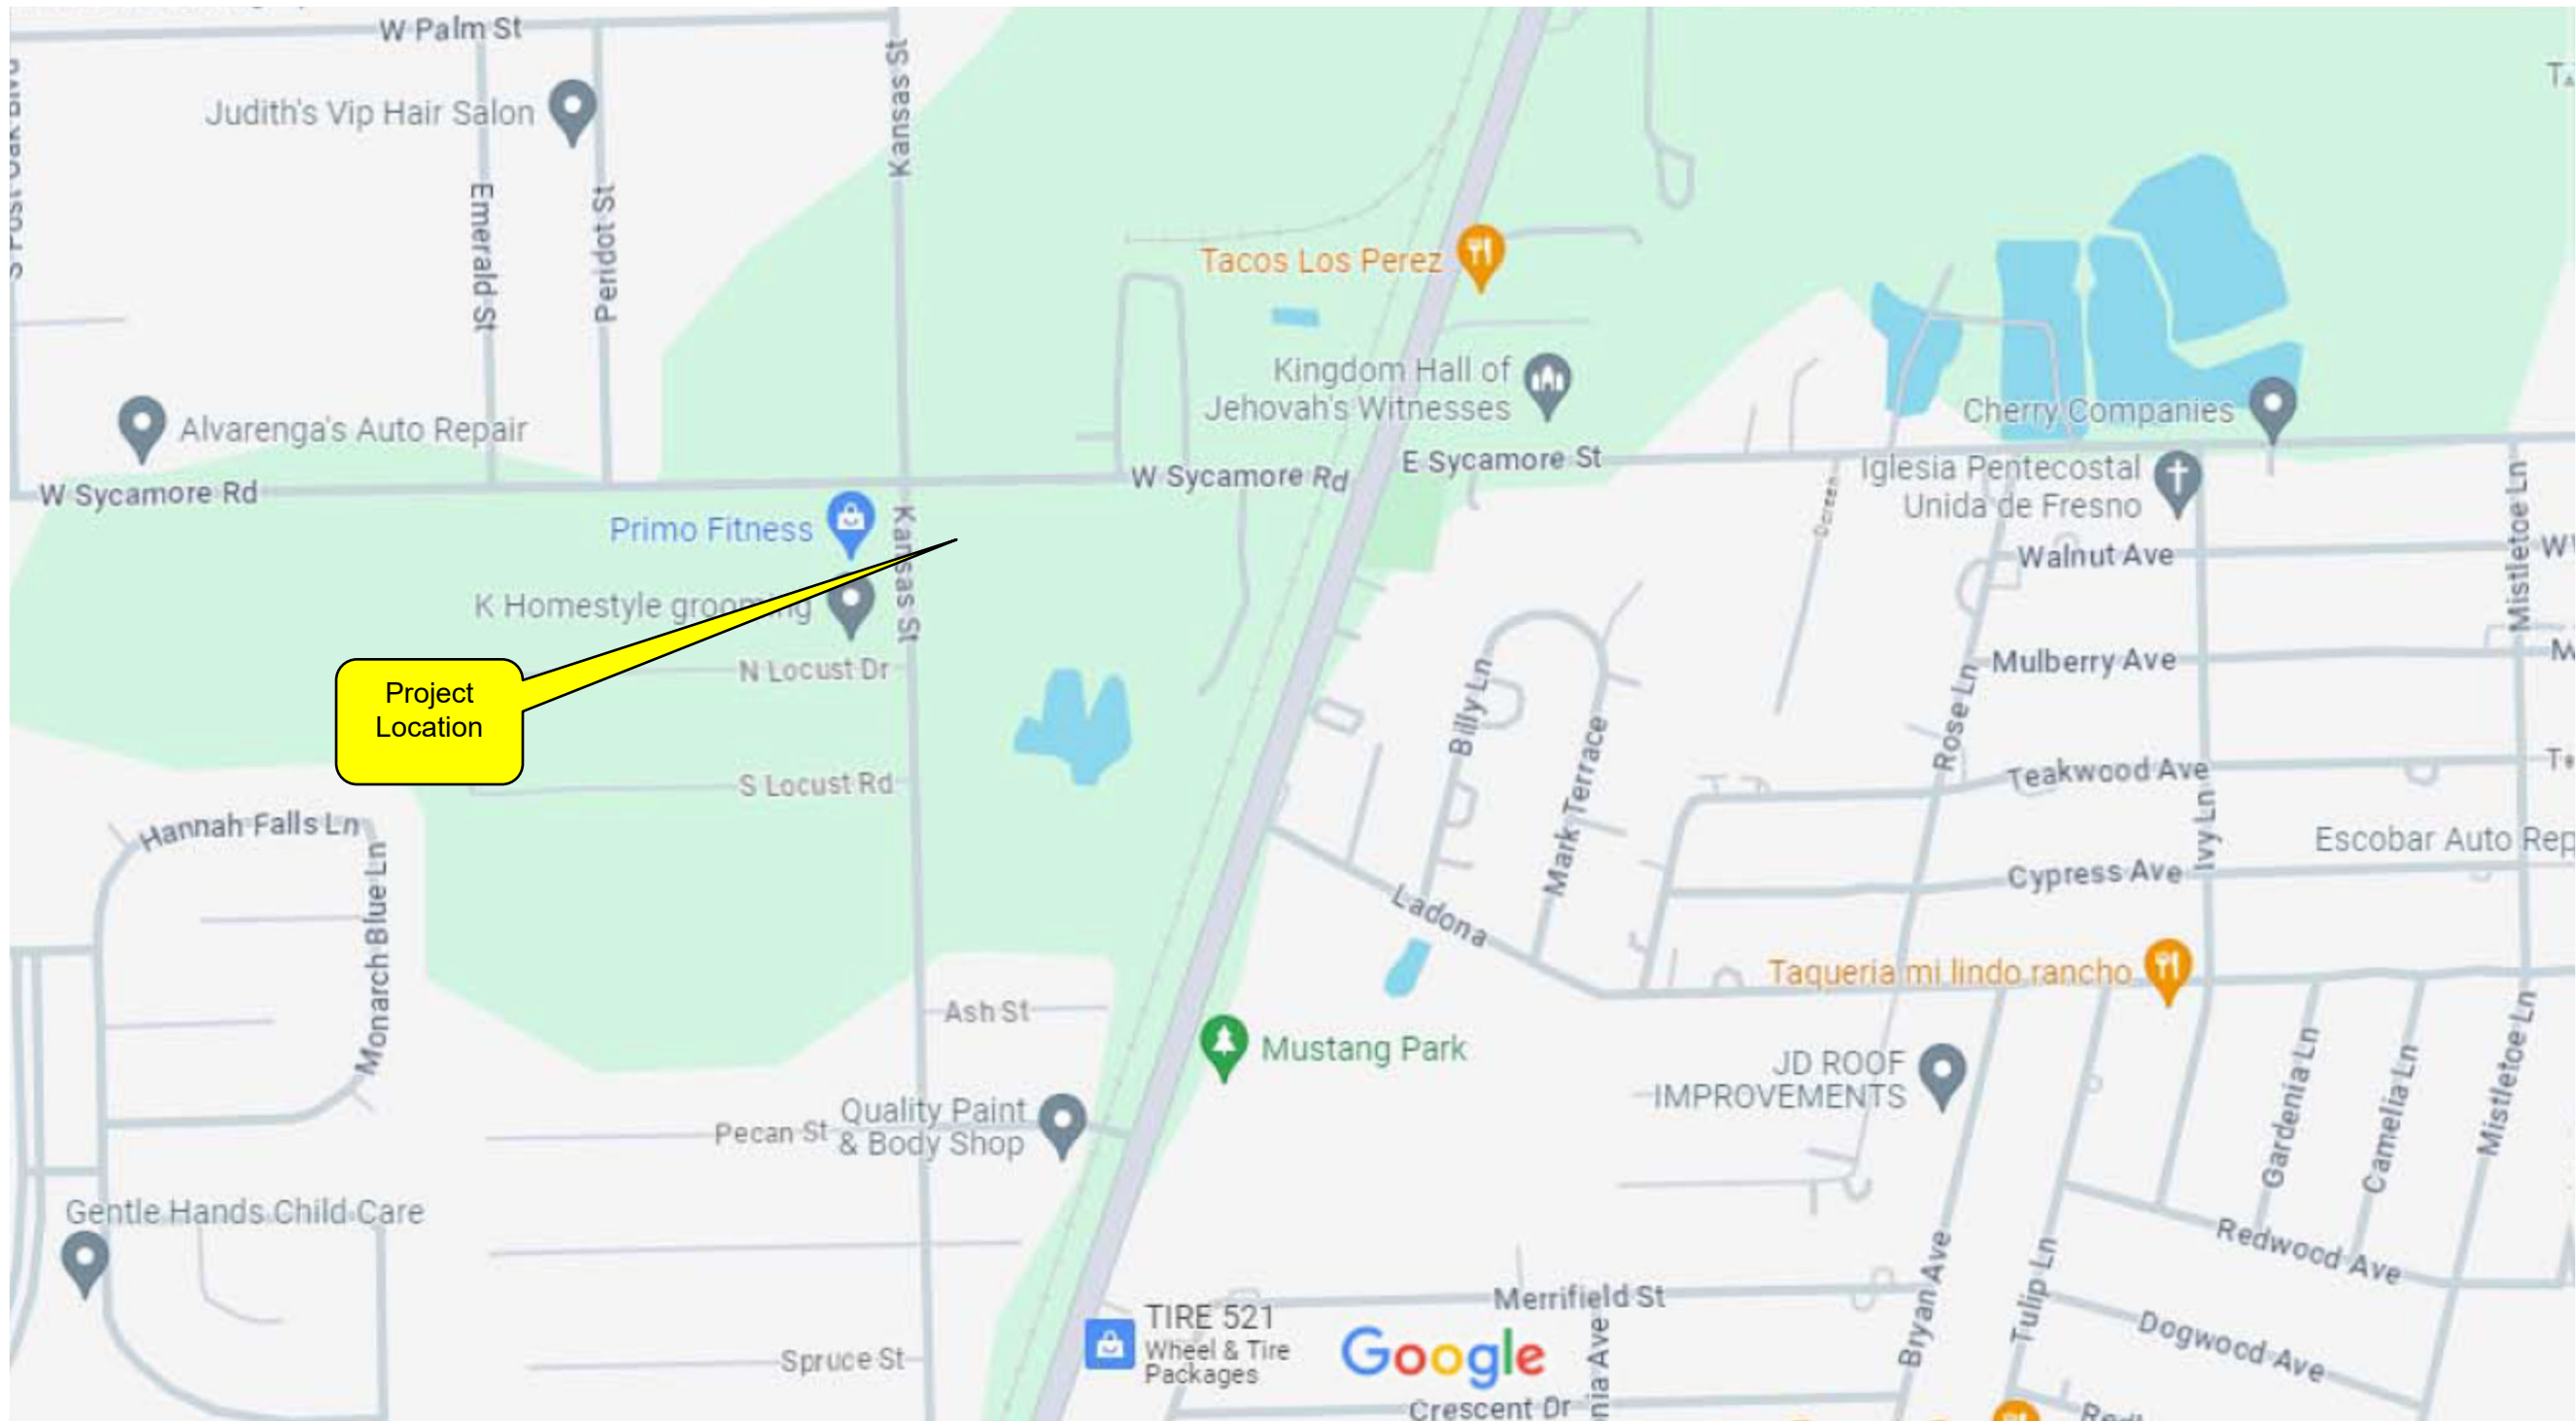 W Palm St
Kansas St
Judith's Vip Hair Salon
Emerald St
Peridot St
Tacos Los Perez
Kingdom Hall of
Jehovah's Witnesses
Cherry Companies
Alvarenga's Auto Repair
W Sycamore Rd
W Sycamore Rd
E Sycamore St
Iglesia Pentecostal
Unida de Fresno
Mistletoe Ln
Primo Fitness
Kansas St
Walnut Ave
K Homestyle grooming
N Locust Dr
Project
Location
Billy Ln
Mark Terrace
Rose Ln
Mulberry Ave
Teakwood Ave
S Locust Rd
Ivy Ln
Hannah Falls Ln
Monarch Blue Ln
Escobar Auto Rep
Cypress Ave
Ladona
Taqueria mi lindo rancho
Ash St
Mustang Park
JD ROOF
IMPROVEMENTS
Quality Paint
& Body Shop
Pecan St
Gardenia Ln
Camelia Ln
Mistletoe Ln
Gentle Hands Child Care
Redwood Ave
Bryan Ave
Tulip Ln
Merrifield St
TIRE 521
Wheel & Tire
Packages
Google
Dogwood Ave
Spruce St
Crescent Dr